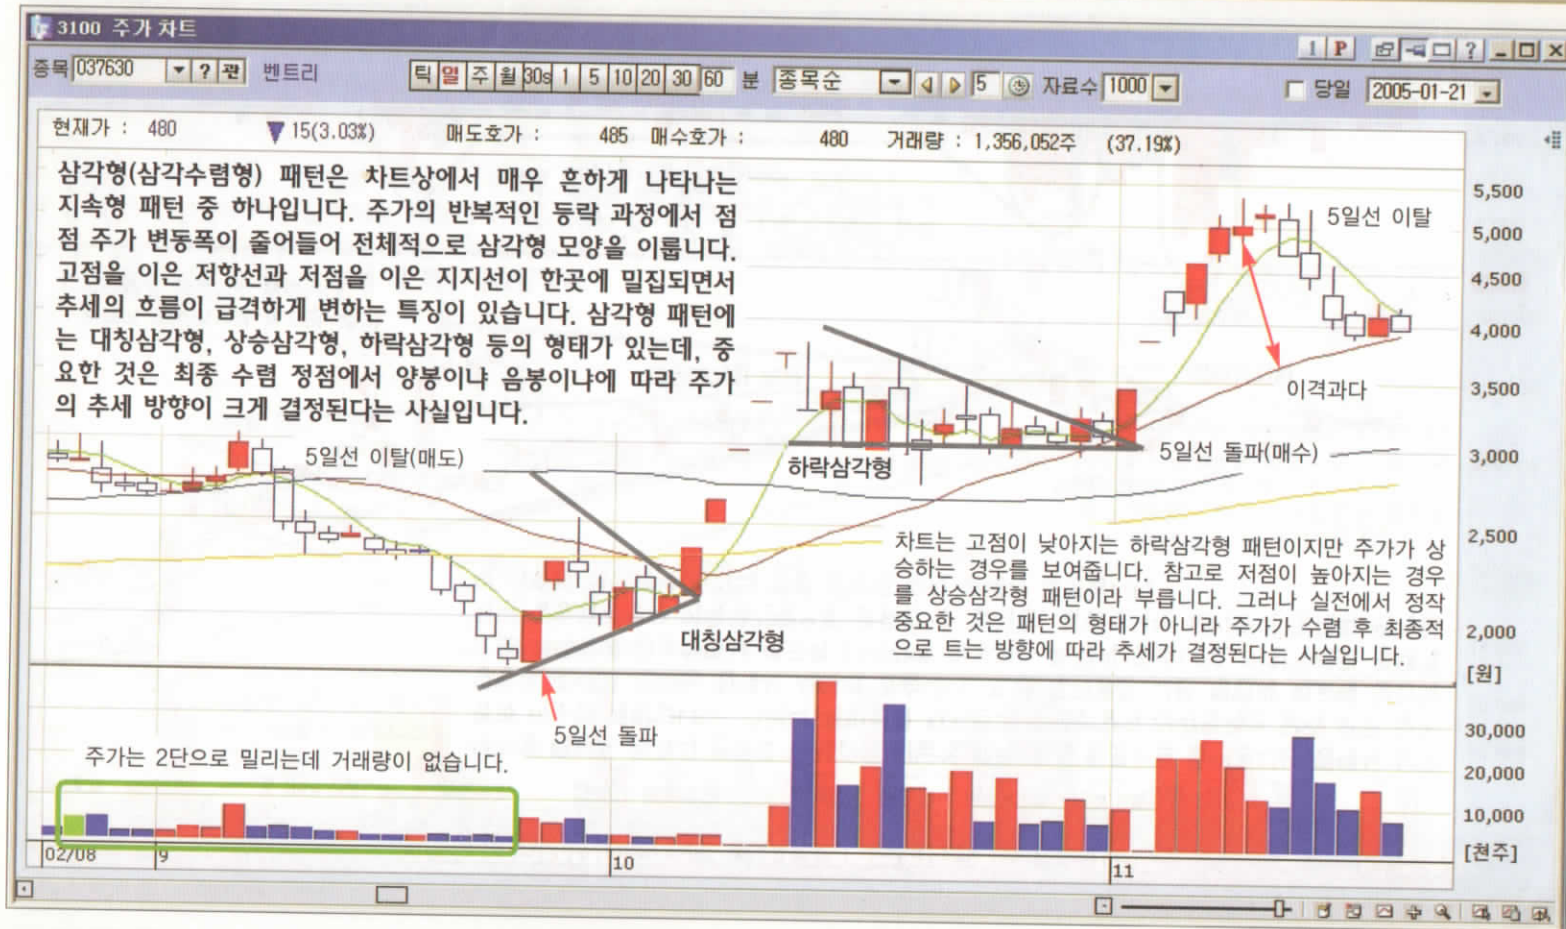 3100 주가 차트
1 P ?
종목 037630 ? 관 벤트리 틱 일 주 월 30s 1 5 10 20 30 60 분 종목순 5 자료수 1000 당일 2005-01-21
현재가 : 480 ▼ 15(3.03%) 매도호가 : 485 매수호가 : 480 거래량 : 1,356,052주 (37.19%)
삼각형(삼각수렴형) 패턴은 차트상에서 매우 흔하게 나타나는
지속형 패턴 중 하나입니다. 주가의 반복적인 등락 과정에서 점
점 주가 변동폭이 줄어들어 전체적으로 삼각형 모양을 이룹니다.
고점을 이은 저항선과 저점을 이은 지지선이 한곳에 밀집되면서
추세의 흐름이 급격하게 변하는 특징이 있습니다. 삼각형 패턴에
는 대칭삼각형, 상승삼각형, 하락삼각형 등의 형태가 있는데, 중
요한 것은 최종 수렴 정점에서 양봉이냐 음봉이냐에 따라 주가
의 추세 방향이 크게 결정된다는 사실입니다.
5일선 이탈
이격과다
5일선 이탈(매도)
하락삼각형
5일선 돌파(매수)
차트는 고점이 낮아지는 하락삼각형 패턴이지만 주가가 상
승하는 경우를 보여줍니다. 참고로 저점이 높아지는 경우
를 상승삼각형 패턴이라 부릅니다. 그러나 실전에서 정작
중요한 것은 패턴의 형태가 아니라 주가가 수렴 후 최종적
으로 트는 방향에 따라 추세가 결정된다는 사실입니다.
대칭삼각형
5일선 돌파
주가는 2단으로 밀리는데 거래량이 없습니다.
5,500
5,000
4,500
4,000
3,500
3,000
2,500
2,000
[원]
30,000
20,000
10,000
[천주]
02/08 9 10 11